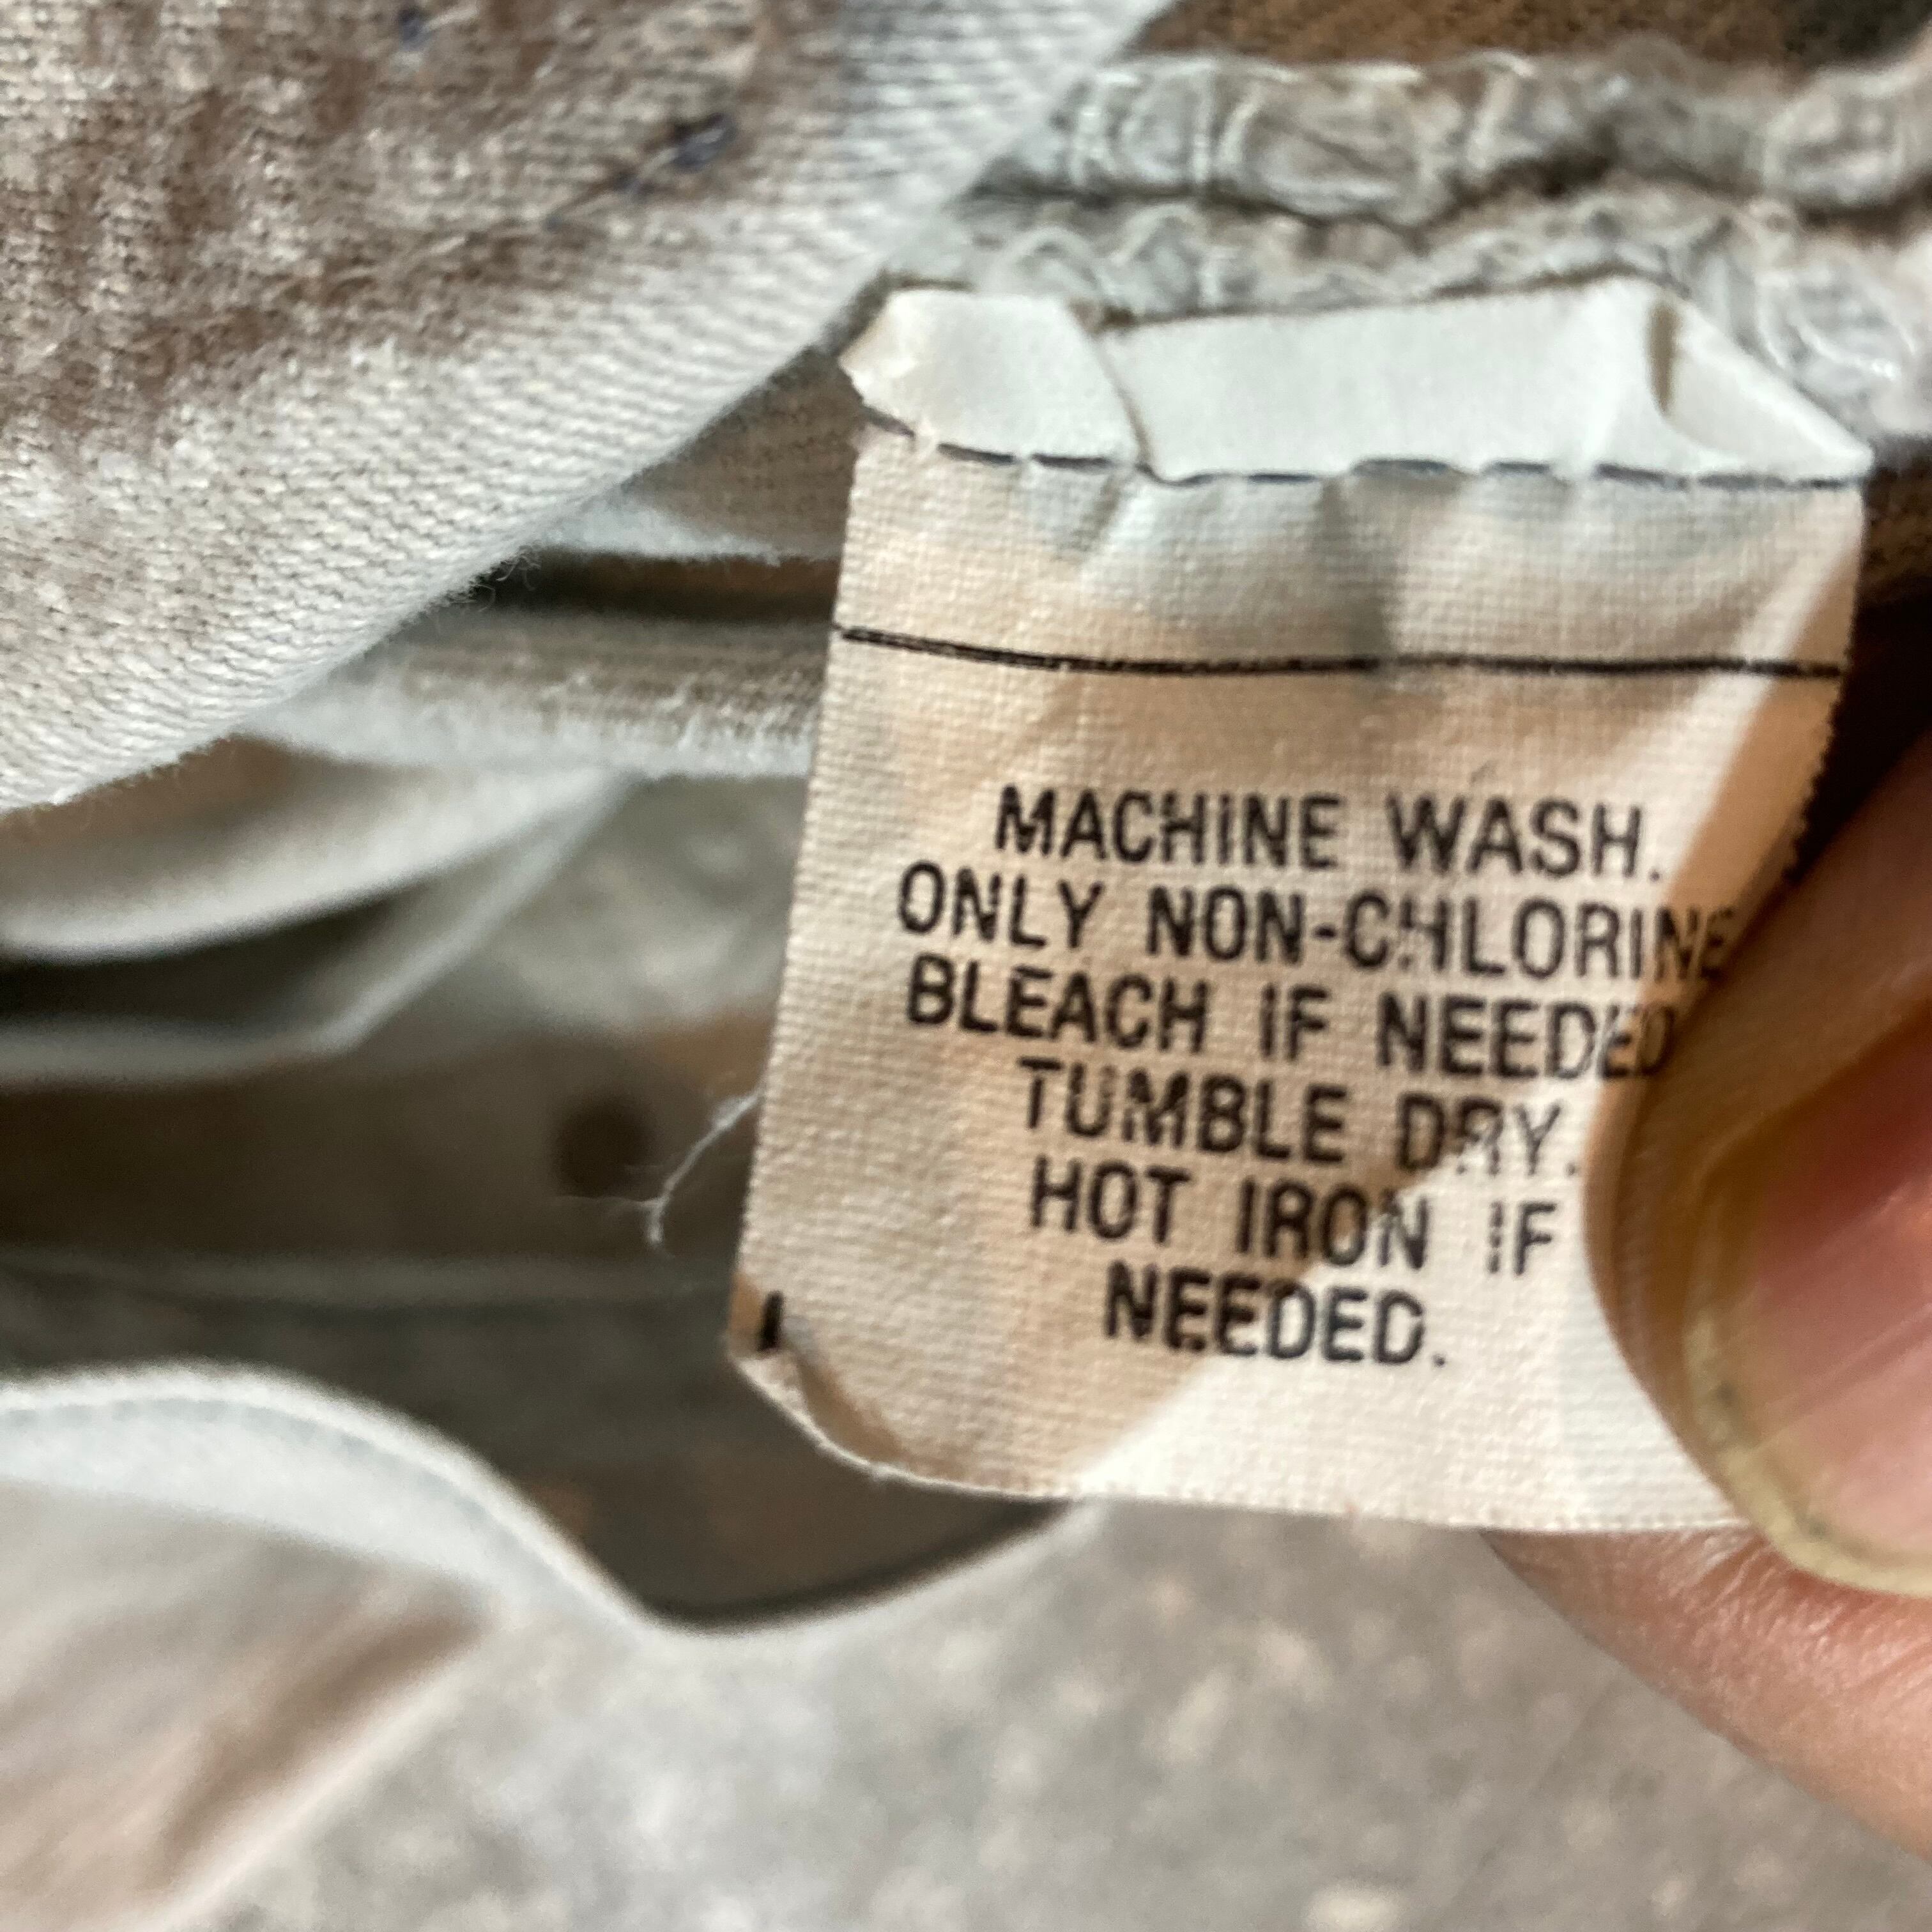 MACHINE WASH.
ONLY NON-CHLORINE
BLEACH IF NEEDED
TUMBLE DRY.
HOT IRON IF
NEEDED.